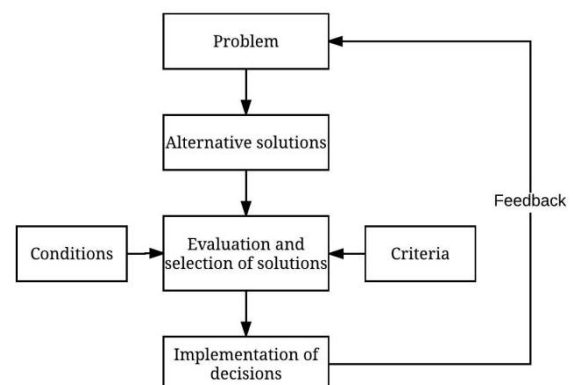 Problem
Alternative solutions
Feedback
Conditions
Evaluation and
selection of solutions
Criteria
Implementation of
decisions